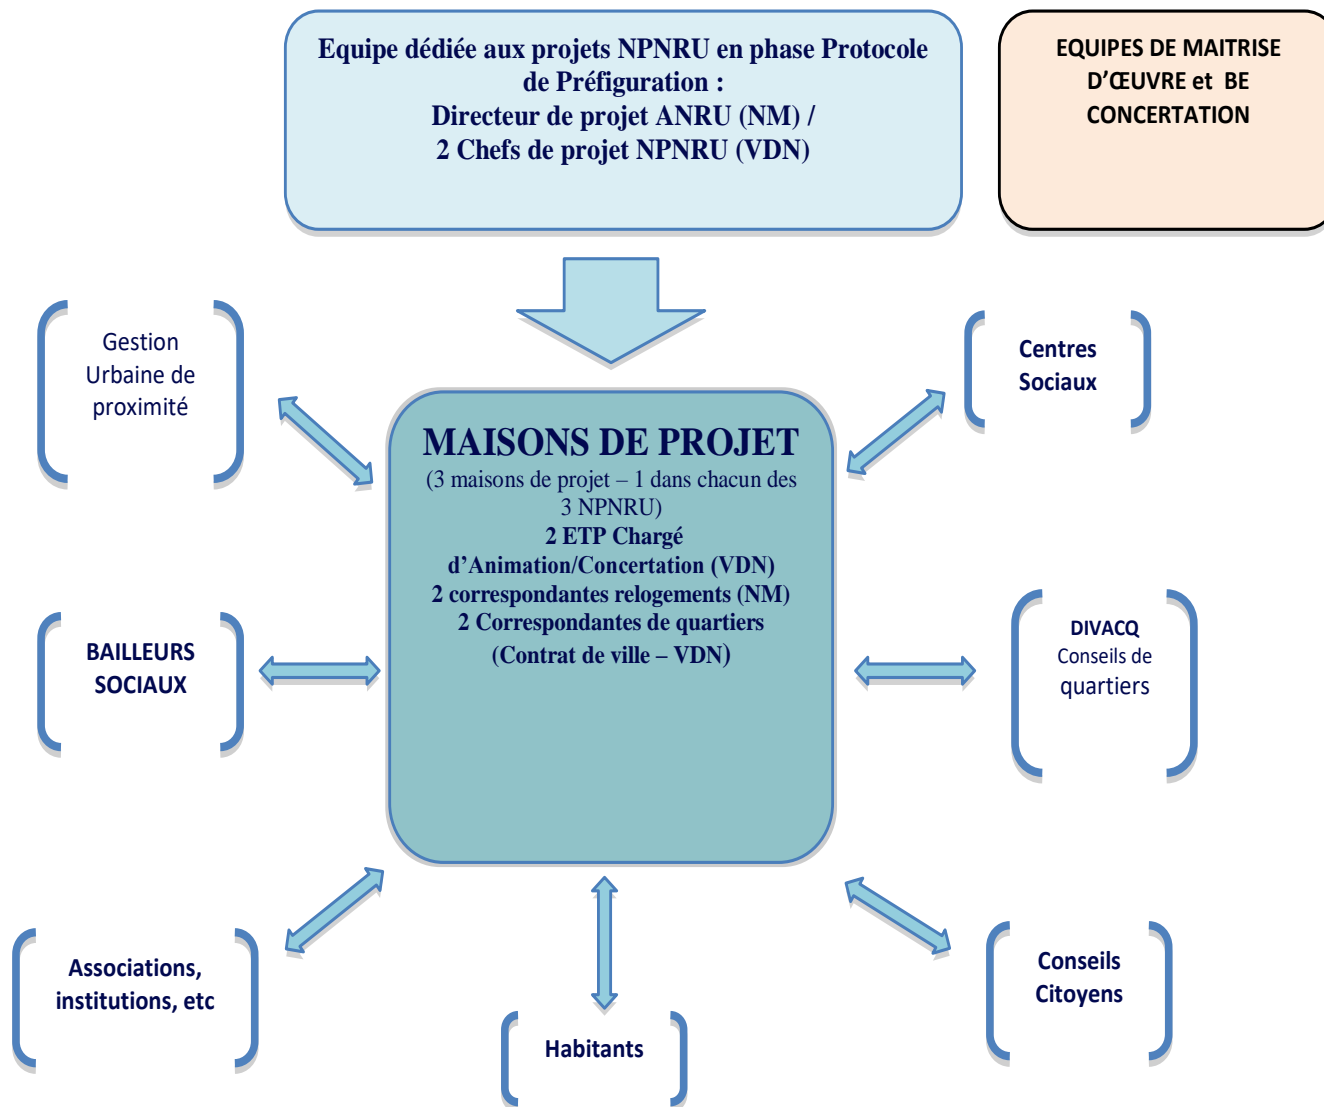 Equipe dédiée aux projets NPNRU en phase Protocole
de Préfiguration :
Directeur de projet ANRU (NM) /
2 Chefs de projet NPNRU (VDN)
EQUIPES DE MAITRISE
D’ŒUVRE et BE
CONCERTATION
Gestion
Urbaine de
proximité
Centres
Sociaux
MAISONS DE PROJET
(3 maisons de projet – 1 dans chacun des
3 NPNRU)
2 ETP Chargé
d’Animation/Concertation (VDN)
2 correspondantes relogements (NM)
2 Correspondantes de quartiers
(Contrat de ville – VDN)
BAILLEURS
SOCIAUX
DIVACQ
Conseils de
quartiers
Associations,
institutions, etc
Habitants
Conseils
Citoyens